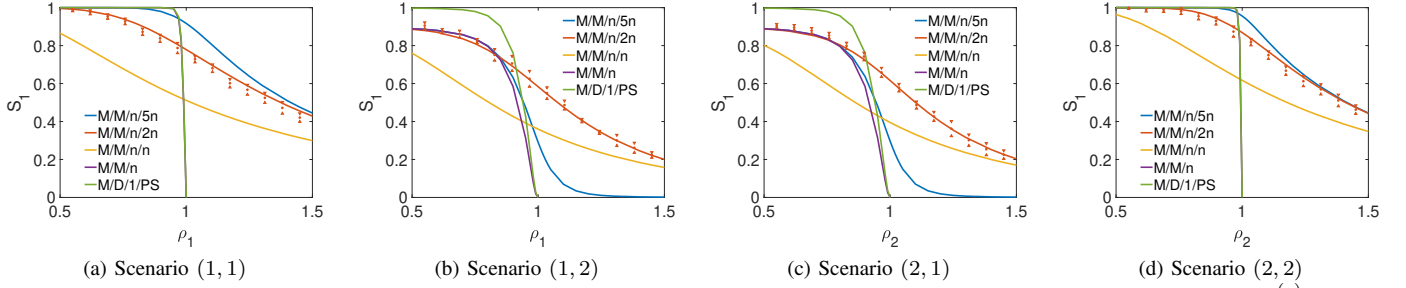 1
0.8
0.6
0.4
0.2
0
S1
M/M/n/5n
M/M/n/2n
M/M/n/n
M/M/n
M/D/1/PS
0.5
1
1.5
ρ1
(a) Scenario (1, 1)
1
0.8
0.6
0.4
0.2
0
S1
M/M/n/5n
M/M/n/2n
M/M/n/n
M/M/n
M/D/1/PS
0.5
1
1.5
ρ1
(b) Scenario (1, 2)
1
0.8
0.6
0.4
0.2
0
S1
M/M/n/5n
M/M/n/2n
M/M/n/n
M/M/n
M/D/1/PS
0.5
1
1.5
ρ2
(c) Scenario (2, 1)
1
0.8
0.6
0.4
0.2
0
S1
M/M/n/5n
M/M/n/2n
M/M/n/n
M/M/n
M/D/1/PS
0.5
1
1.5
ρ2
(d) Scenario (2, 2)